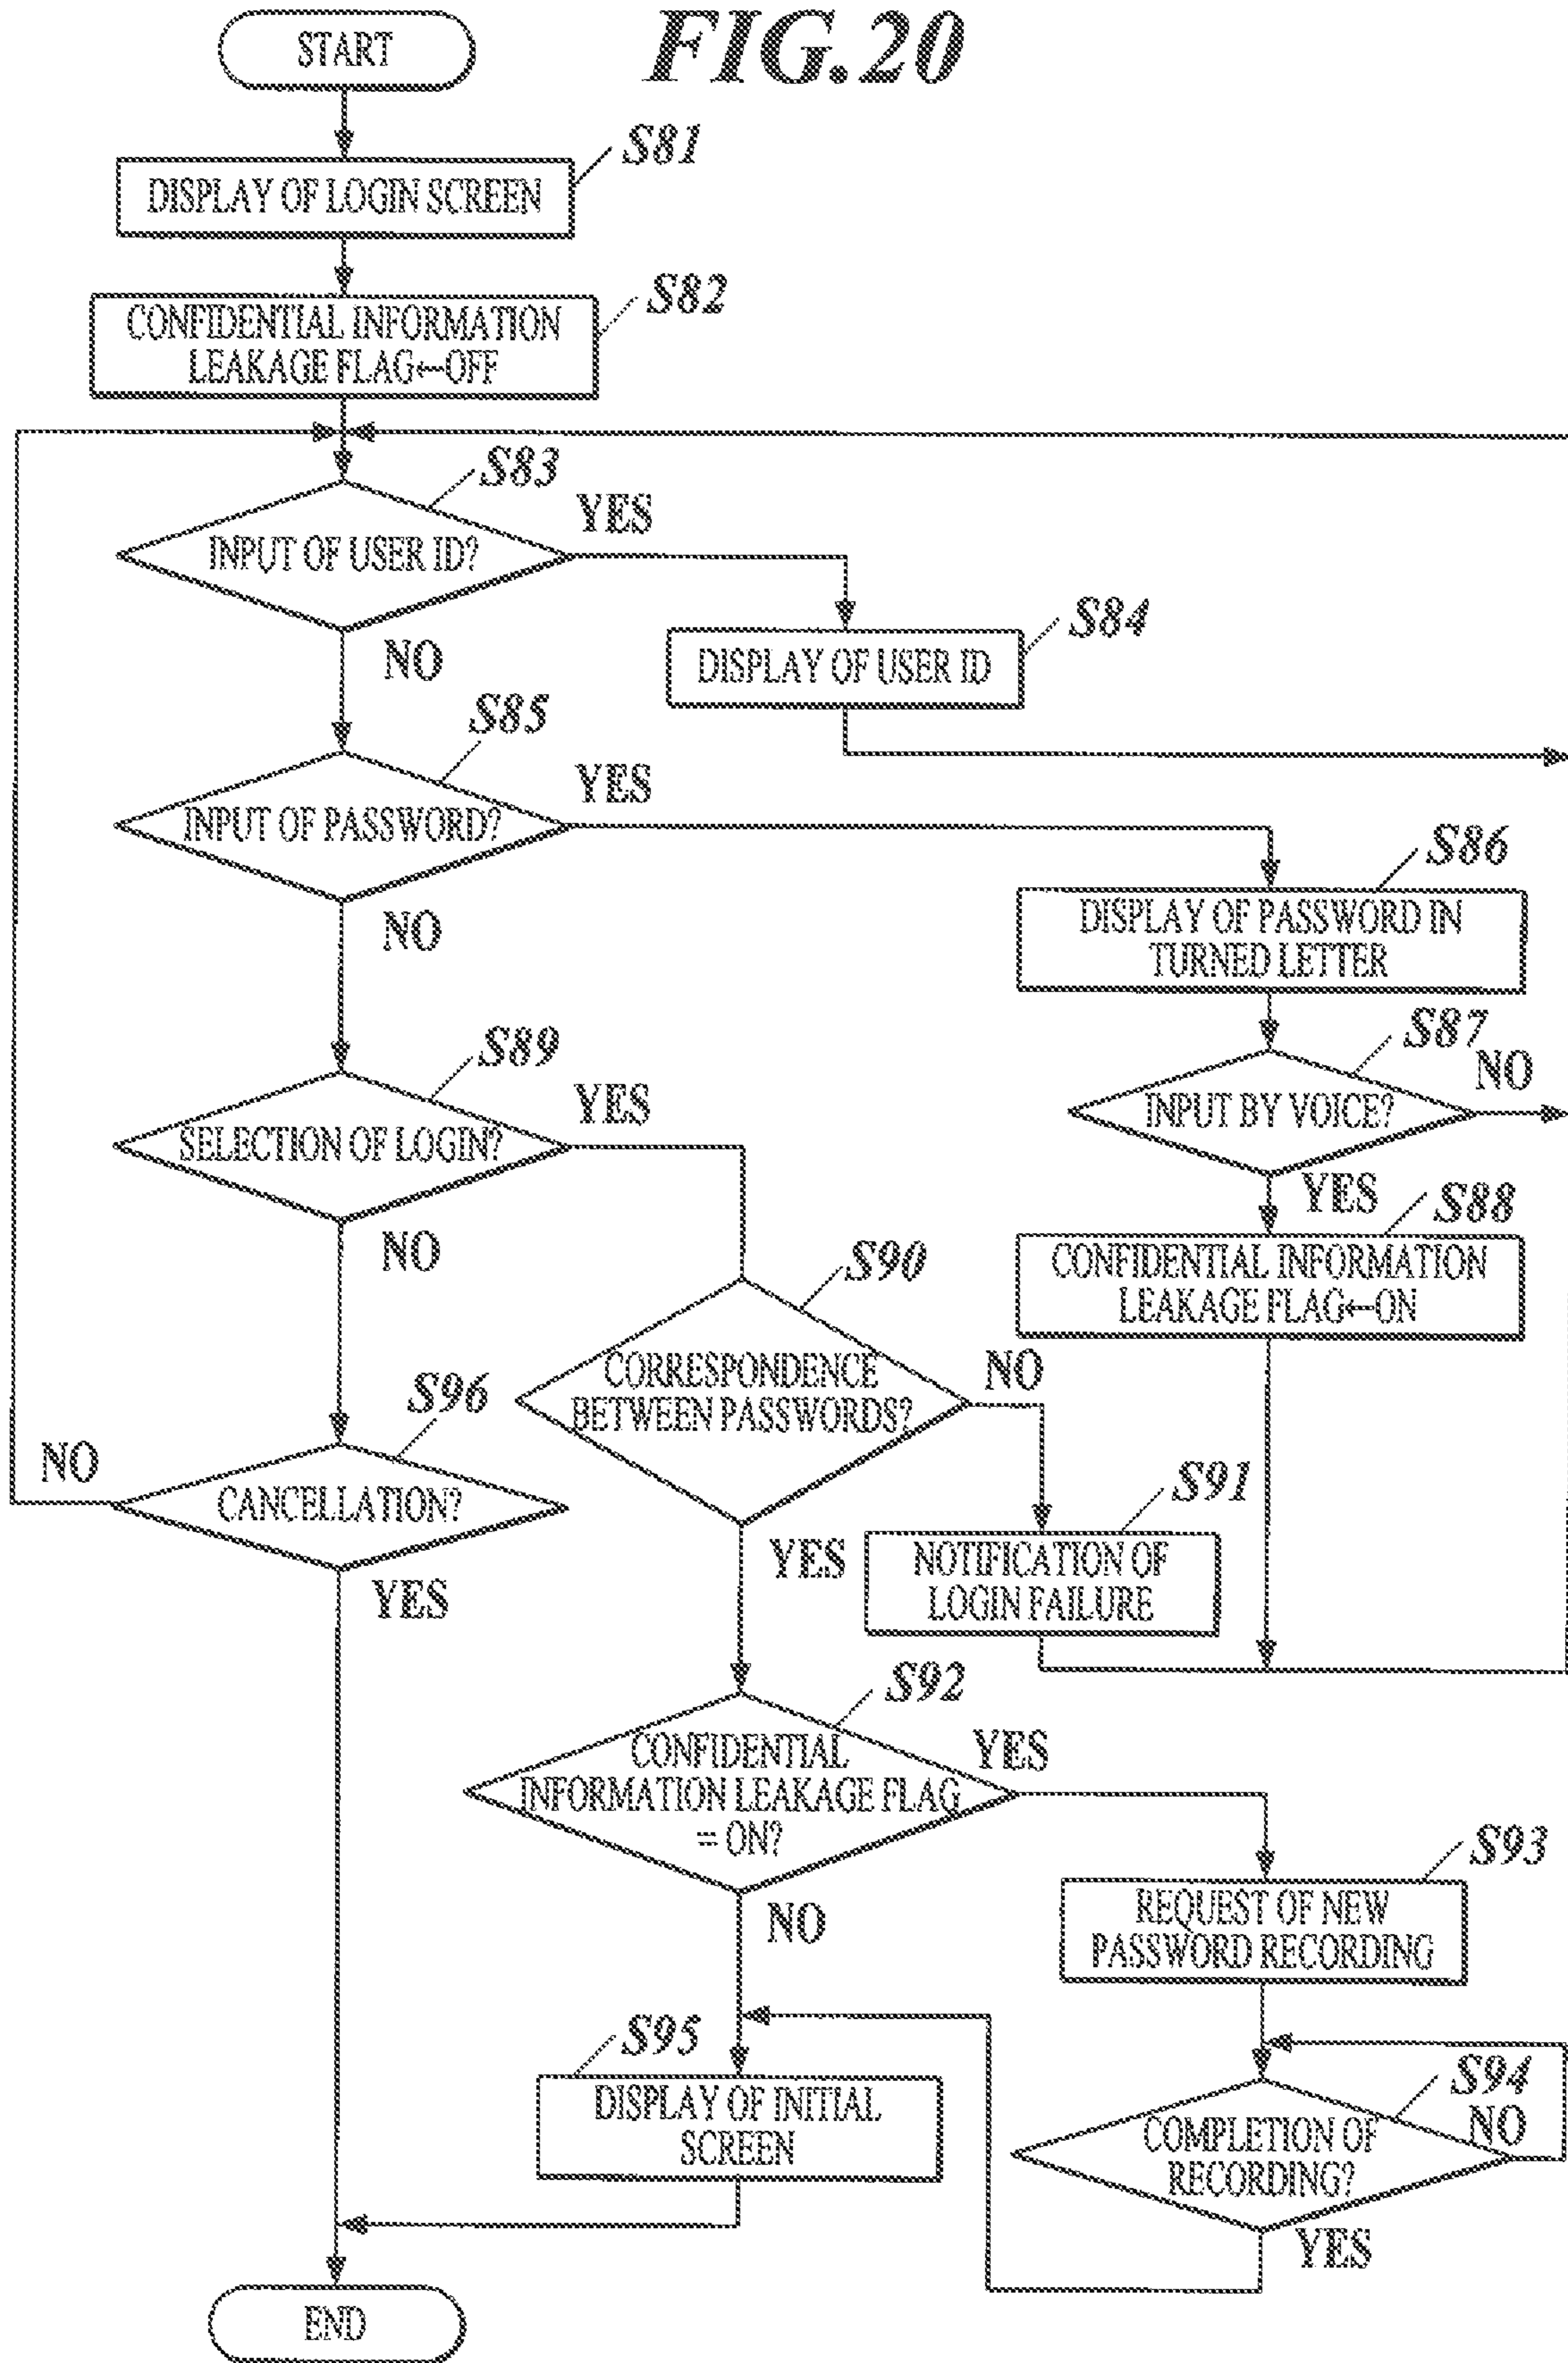 FIG.20
START
S81
DISPLAY OF LOGIN SCREEN
S82
CONFIDENTIAL INFORMATION
LEAKAGE FLAG←OFF
S83
INPUT OF USER ID?
YES
NO
S84
DISPLAY OF USER ID
S85
INPUT OF PASSWORD?
YES
NO
S86
DISPLAY OF PASSWORD IN
TURNED LETTER
S87
INPUT BY VOICE?
NO
YES
S88
CONFIDENTIAL INFORMATION
LEAKAGE FLAG←ON
S89
SELECTION OF LOGIN?
YES
NO
S90
CORRESPONDENCE
BETWEEN PASSWORDS?
NO
YES
S91
NOTIFICATION OF
LOGIN FAILURE
S96
CANCELLATION?
NO
YES
S92
CONFIDENTIAL
INFORMATION LEAKAGE FLAG
= ON?
YES
NO
S93
REQUEST OF NEW
PASSWORD RECORDING
S94
COMPLETION OF
RECORDING?
NO
YES
S95
DISPLAY OF INITIAL
SCREEN
END